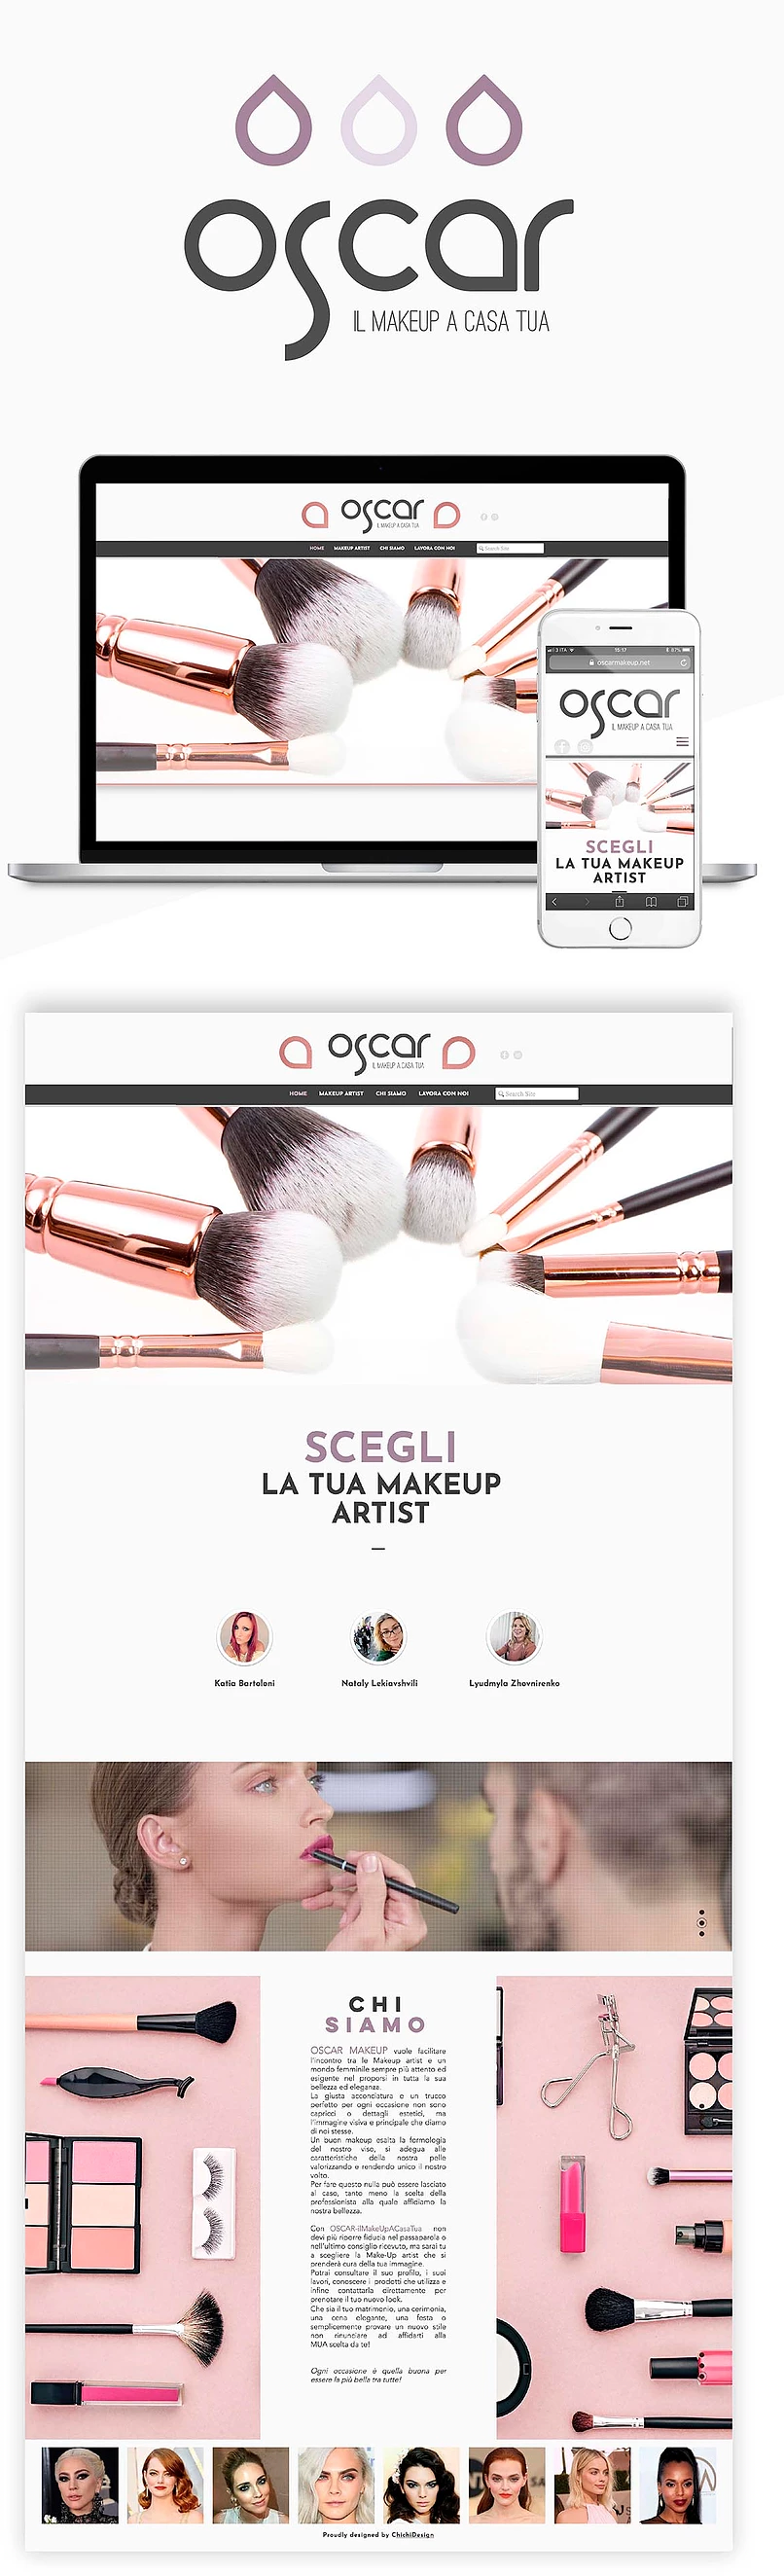 oscar
IL MAKEUP A CASA TUA
oscar
IL MAKEUP A CASA TUA
HOME MAKEUP ARTIST CHI SIAMO LAVORA CON NOI Search Site
3 ITA 15:17 87%
oscarmakeup.net
oscar
IL MAKEUP A CASA TUA
SCEGLI
LA TUA MAKEUP
ARTIST
oscar
IL MAKEUP A CASA TUA
HOME MAKEUP ARTIST CHI SIAMO LAVORA CON NOI Search Site
SCEGLI
LA TUA MAKEUP
ARTIST
Katia Bartoloni Nataly Lekiavshvili Lyudmyla Zhovnirenko
CHI
SIAMO
OSCAR MAKEUP vuole facilitare
l'incontro tra le Makeup artist e un
mondo femminile sempre più attento ed
esigente nel proporsi in tutta la sua
bellezza ed eleganza.
La giusta acconciatura e un trucco
perfetto per ogni occasione non sono
capricci o dettagli estetici, ma
l'immagine visiva e principale che diamo
di noi stesse.
Un buon makeup esalta la fermologia
del nostro viso, si adegua alle
caratteristiche della nostra pelle
valorizzando e rendendo unico il nostro
volto.
Per fare questo nulla può essere lasciato
al caso, tanto meno la scelta della
professionista alla quale affidiamo la
nostra bellezza.
Con OSCAR-ilMakeUpACasaTua non
devi più riporre fiducia nel passaparola o
nell'ultimo consiglio ricevuto, ma sarai tu
a scegliere la Make-Up artist che si
prenderà cura della tua immagine.
Potrai consultare il suo profilo, i suoi
lavori, conoscere i prodotti che utilizza e
infine contattarla direttamente per
prenotare il tuo nuovo look.
Che sia il tuo matrimonio, una cerimonia,
una cena elegante, una festa o
semplicemente provare un nuovo stile
non rinunciare ad affidarti alla
MUA scelta da te!
Ogni occasione è quella buona per
essere la più bella tra tutte!
Proudly designed by ChichiDesign